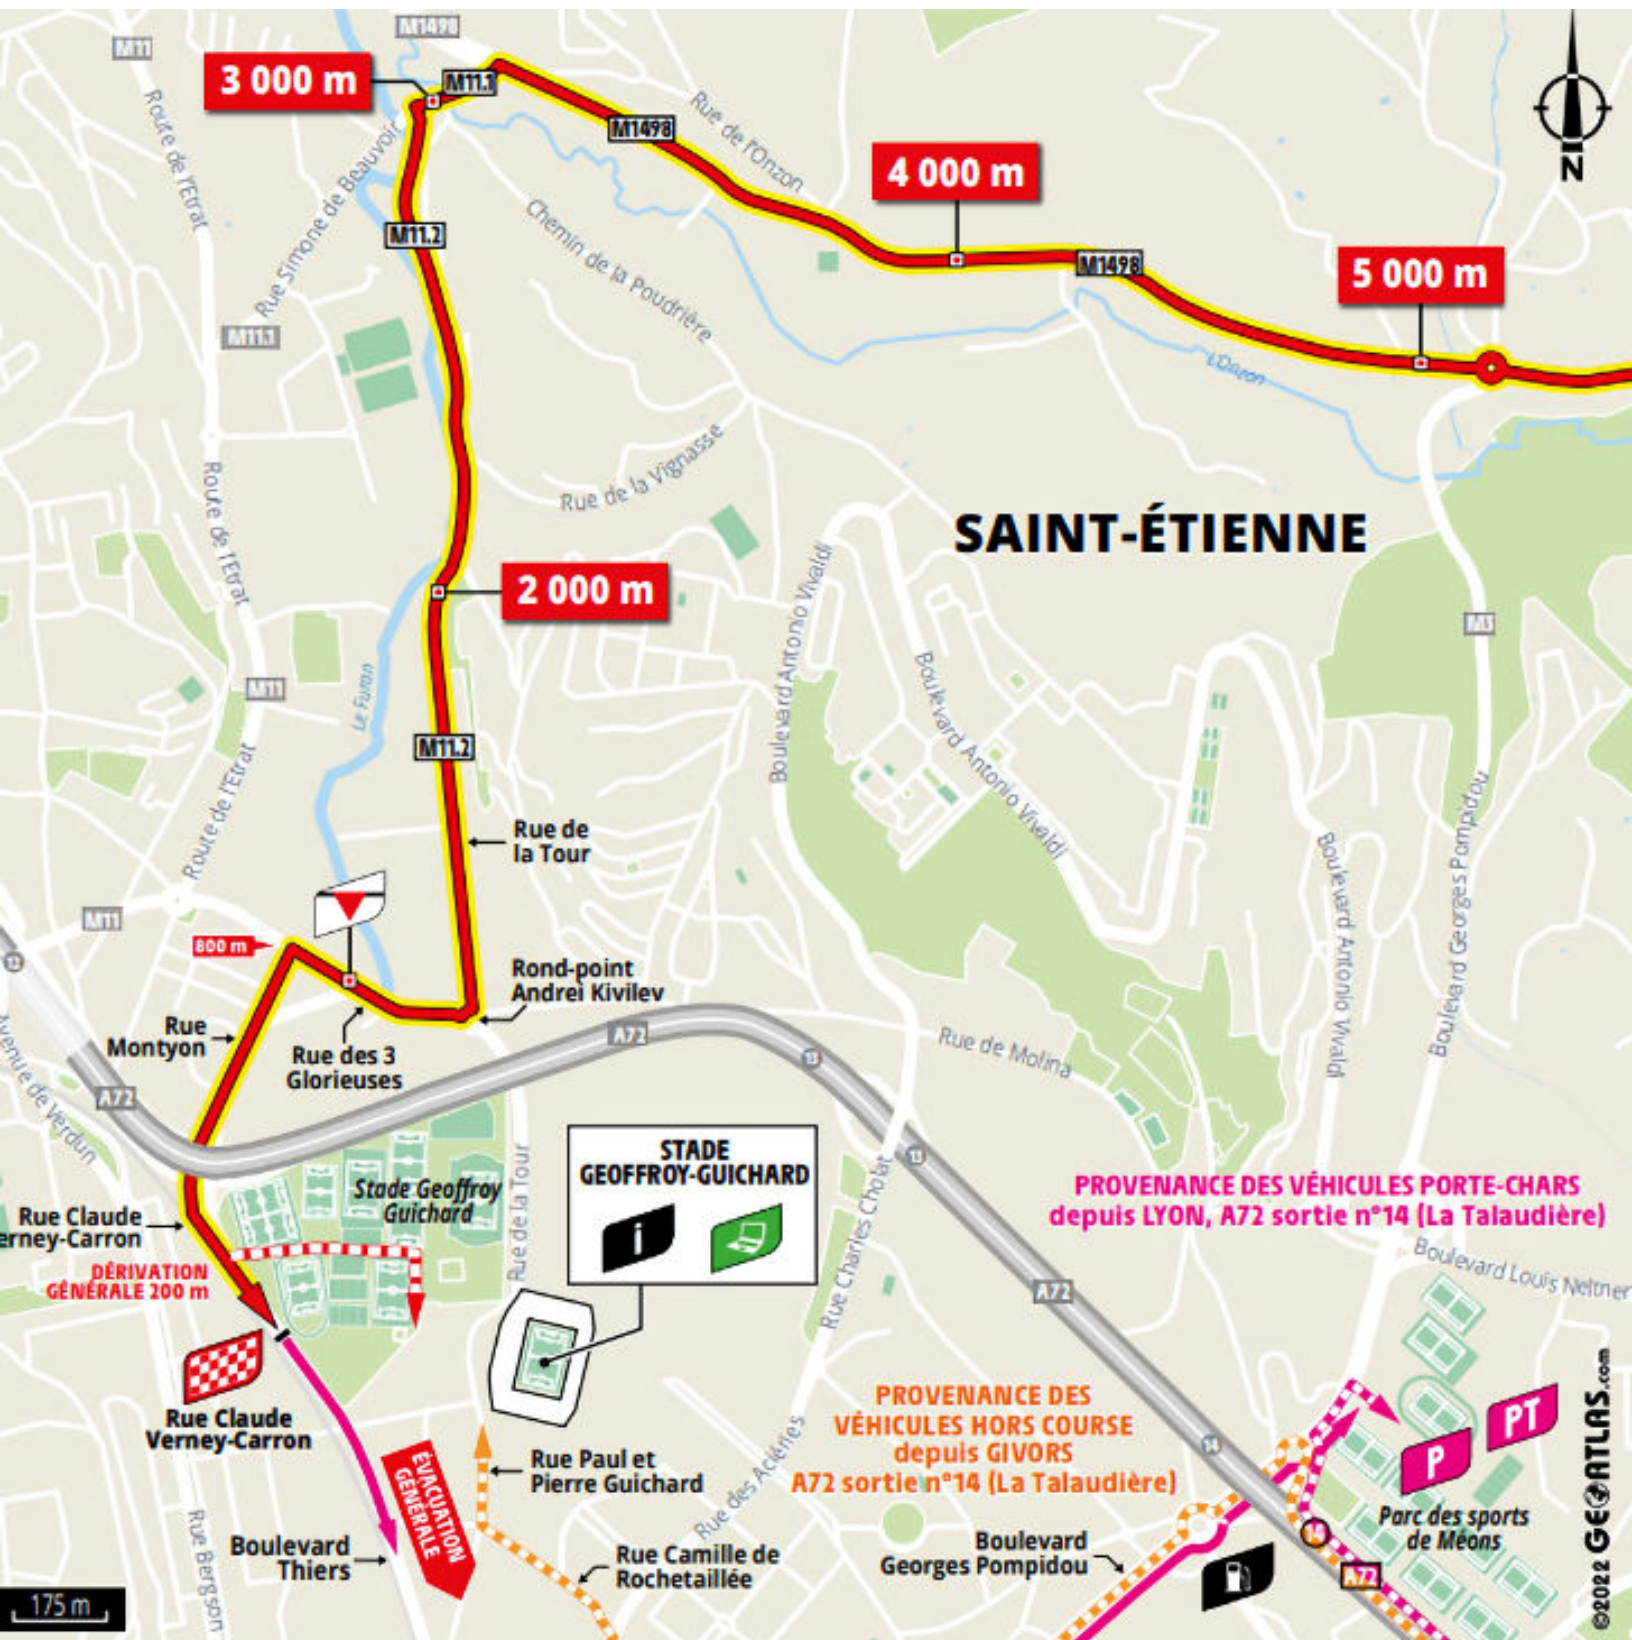 M1498
M11
3 000 m
M11.1
M1498
Rue de l'Onzon
Route de l'Etrat
Rue Simone de Beauvoir
4 000 m
N
M11.2
Chemin de la Poudrière
M1498
5 000 m
M11.1
L'Onzon
Rue de la Vignasse
Route de l'Etrat
SAINT-ÉTIENNE
2 000 m
Boulevard Antonio Vivaldi
M3
Le Furan
M11
Boulevard Antonio Vivaldi
M11.2
Route de l'Etrat
Rue de
la Tour
Boulevard Antonio Vivaldi
Boulevard Georges Pompidou
M11
800 m
Rond-point
Andrei Kivilev
Rue
Montyon
Rue des 3
Glorieuses
A72
13
Rue de Molina
A72
Avenue de Verdun
13
STADE
GEOFFROY-GUICHARD
i
Stade Geoffroy
Guichard
Rue de la Tour
Rue Charles Cholat
PROVENANCE DES VÉHICULES PORTE-CHARS
depuis LYON, A72 sortie n°14 (La Talaudière)
Rue Claude
erney-Carron
DÉRIVATION
GÉNÉRALE 200 m
Boulevard Louis Neltner
A72
Rue Claude
Verney-Carron
PROVENANCE DES
VÉHICULES HORS COURSE
depuis GIVORS
A72 sortie n°14 (La Talaudière)
14
PT
P
ÉVACUATION
GÉNÉRALE
Rue Paul et
Pierre Guichard
Rue des Aciéries
Parc des sports
de Méons
14
Rue Bergson
Boulevard
Thiers
Rue Camille de
Rochetaillée
Boulevard
Georges Pompidou
A72
175 m
©2022 GEOATLAS.com